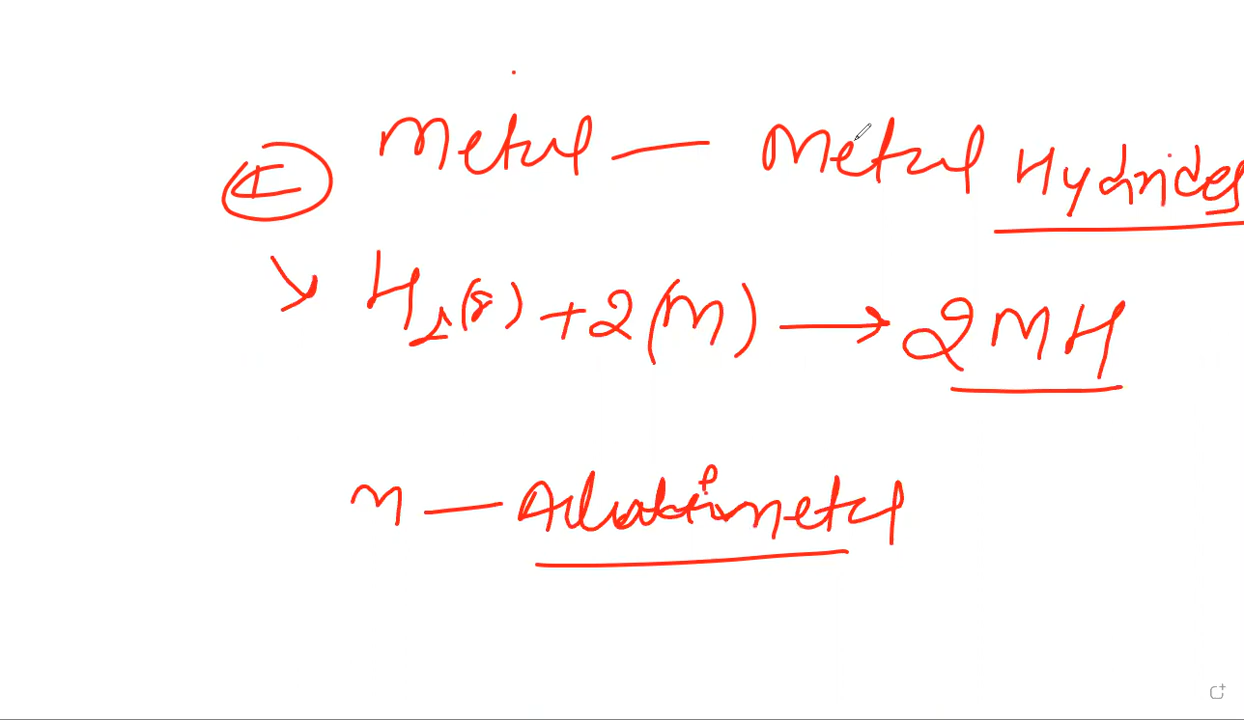 I Metal — Metal Hydrides
→ H₂(g) + 2(M) ⟶ 2MH
M — Alkali metal